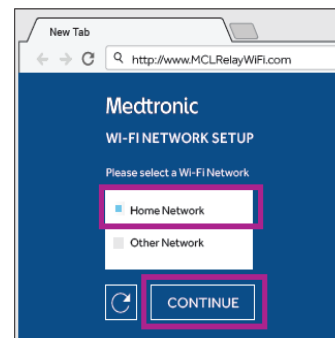 New Tab
http://www.MCLRelayWiFi.com
Medtronic
WI-FI NETWORK SETUP
Please select a Wi-Fi Network
Home Network
Other Network
CONTINUE